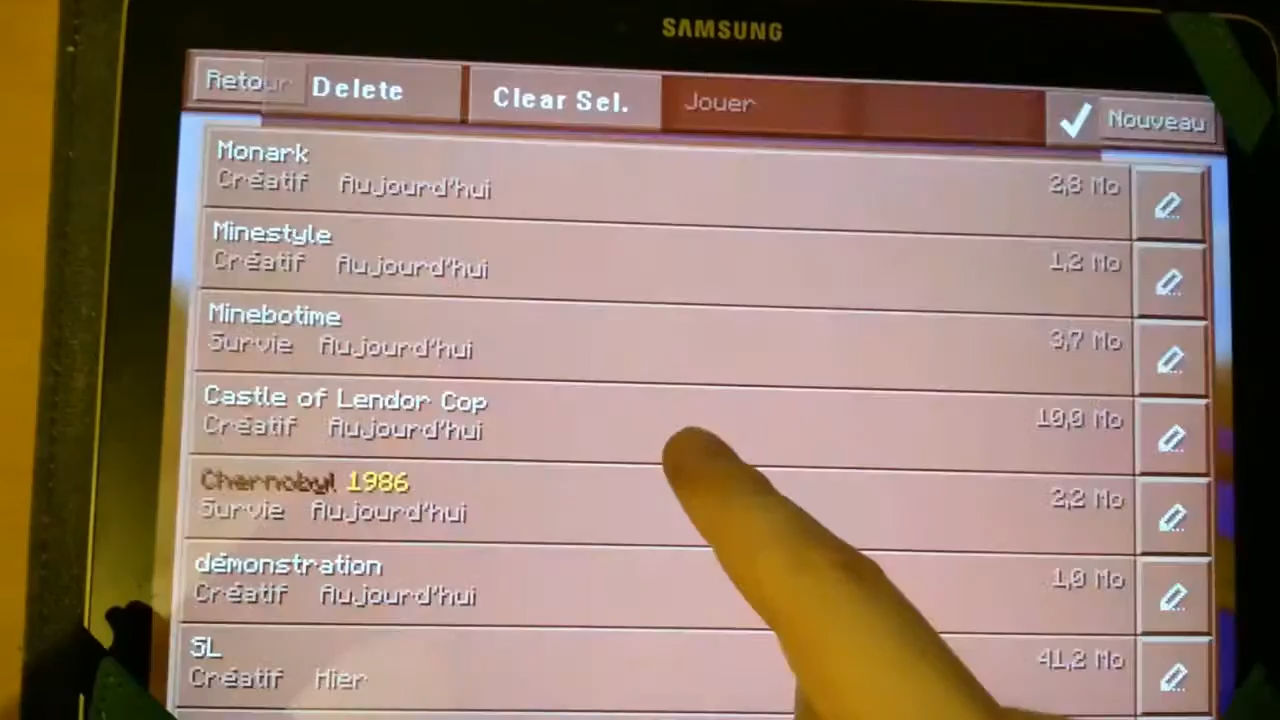 SAMSUNG
Retour Delete Clear Sel. Jouer Nouveau
Monark
Créatif Aujourd'hui 2,8 Mo
Minestyle
Créatif Aujourd'hui 1,2 Mo
Minebotime
Survie Aujourd'hui 3,7 Mo
Castle of Lendor Cop
Créatif Aujourd'hui 10,0 Mo
Chernobyl 1986
Survie Aujourd'hui 2,2 Mo
démonstration
Créatif Aujourd'hui 1,0 Mo
SL
Créatif Hier 41,2 Mo